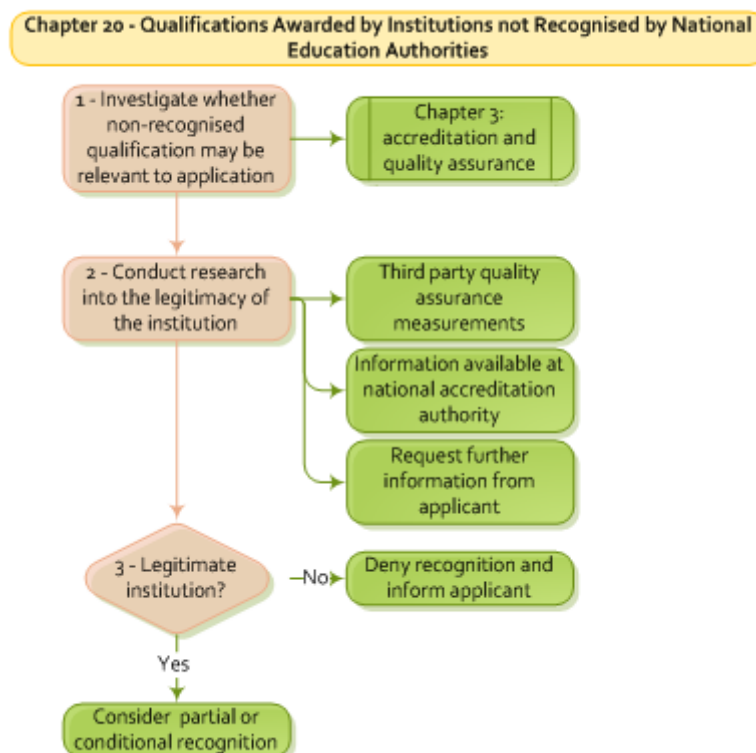 Chapter 20 - Qualifications Awarded by Institutions not Recognised by National
Education Authorities
1 - Investigate whether
non-recognised
qualification may be
relevant to application
Chapter 3:
accreditation and
quality assurance
2 - Conduct research
into the legitimacy of
the institution
Third party quality
assurance
measurements
Information available at
national accreditation
authority
Request further
information from
applicant
3 - Legitimate
institution?
No
Deny recognition and
inform applicant
Yes
Consider partial or
conditional recognition